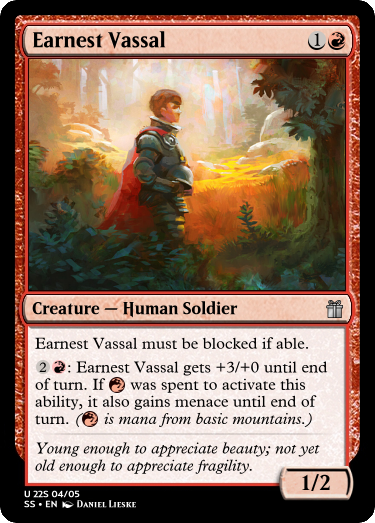 Earnest Vassal 1
Creature — Human Soldier
Earnest Vassal must be blocked if able.
2 : Earnest Vassal gets +3/+0 until end
of turn. If was spent to activate this
ability, it also gains menace until end of
turn. ( is mana from basic mountains.)
Young enough to appreciate beauty; not yet
old enough to appreciate fragility.
1/2
U 225 04/05
SS • EN Daniel Lieske